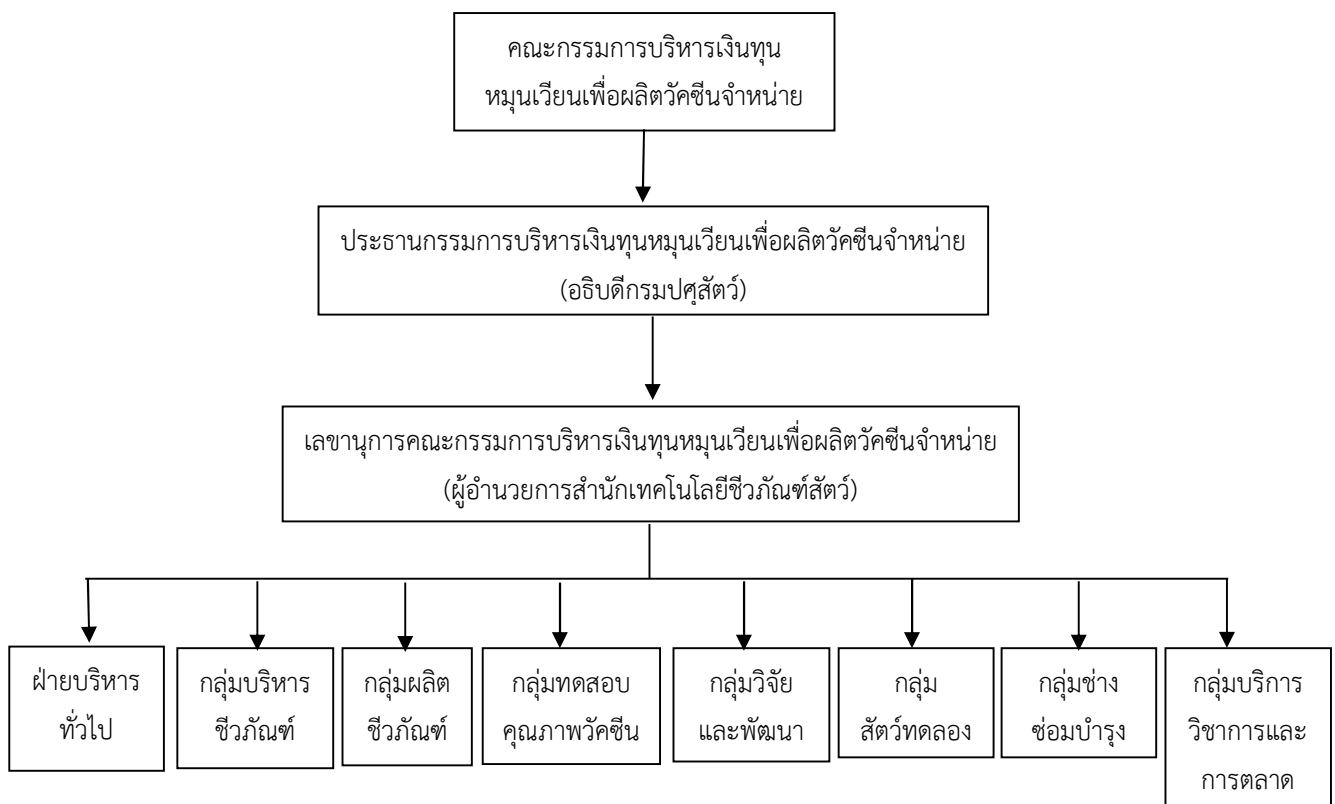 คณะกรรมการบริหารเงินทุน
หมุนเวียนเพื่อผลิตวัคซีนจำหน่าย
ประธานกรรมการบริหารเงินทุนหมุนเวียนเพื่อผลิตวัคซีนจำหน่าย
(อธิบดีกรมปศุสัตว์)
เลขานุการคณะกรรมการบริหารเงินทุนหมุนเวียนเพื่อผลิตวัคซีนจำหน่าย
(ผู้อำนวยการสำนักเทคโนโลยีชีวภัณฑ์สัตว์)
ฝ่ายบริหาร
ทั่วไป
กลุ่มบริหาร
ชีวภัณฑ์
กลุ่มผลิต
ชีวภัณฑ์
กลุ่มทดสอบ
คุณภาพวัคซีน
กลุ่มวิจัย
และพัฒนา
กลุ่ม
สัตว์ทดลอง
กลุ่มช่าง
ซ่อมบำรุง
กลุ่มบริการ
วิชาการและ
การตลาด